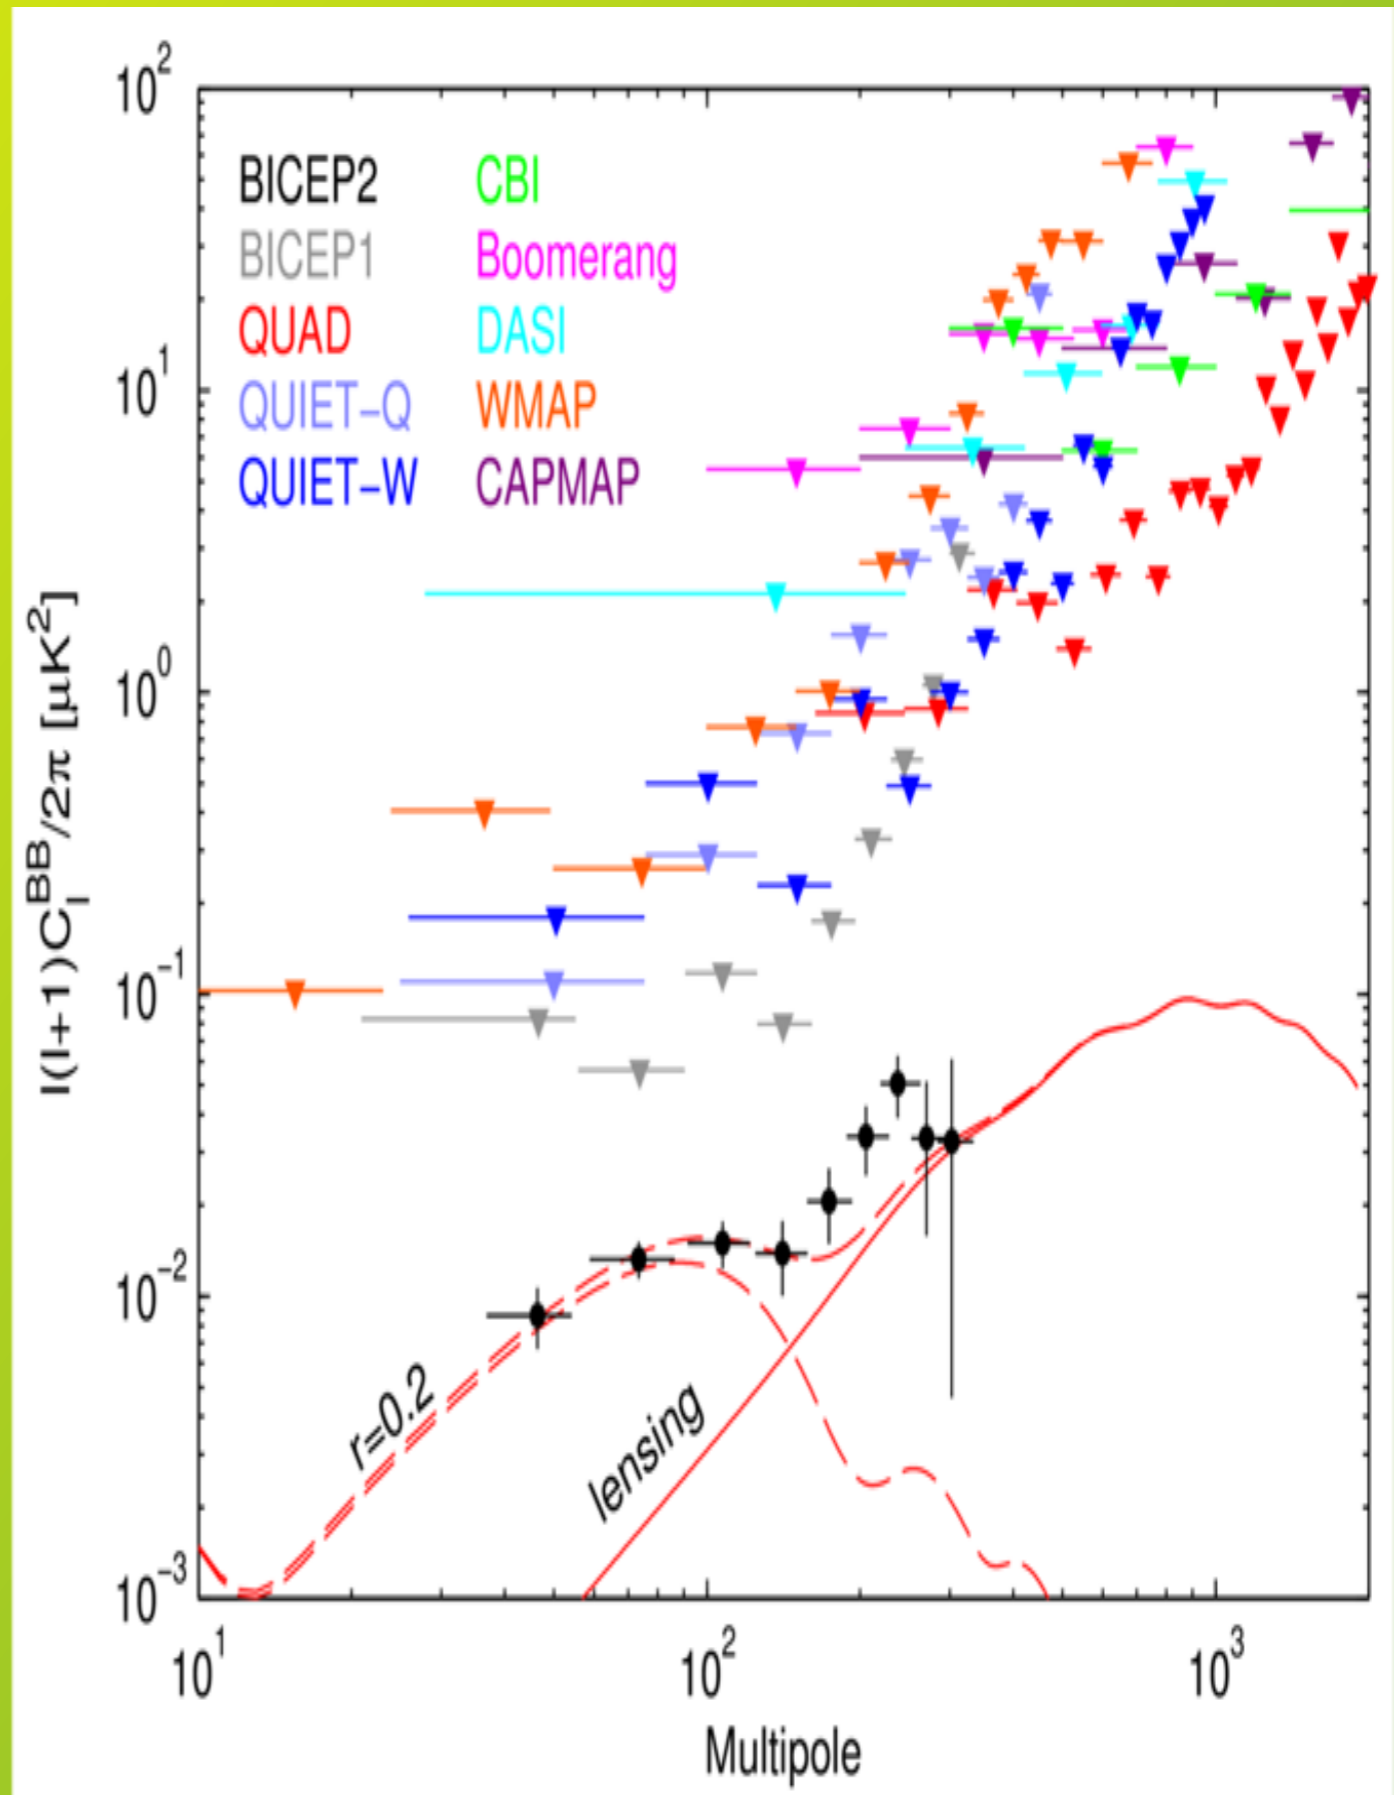 10²
BICEP2 CBI
BICEP1 Boomerang
QUAD DASI
QUIET−Q WMAP
QUIET−W CAPMAP
10¹
10⁰
10⁻¹
10⁻²
10⁻³
l(l+1)C_l^BB/2π [μK²]
r=0.2
lensing
10¹ 10² 10³
Multipole